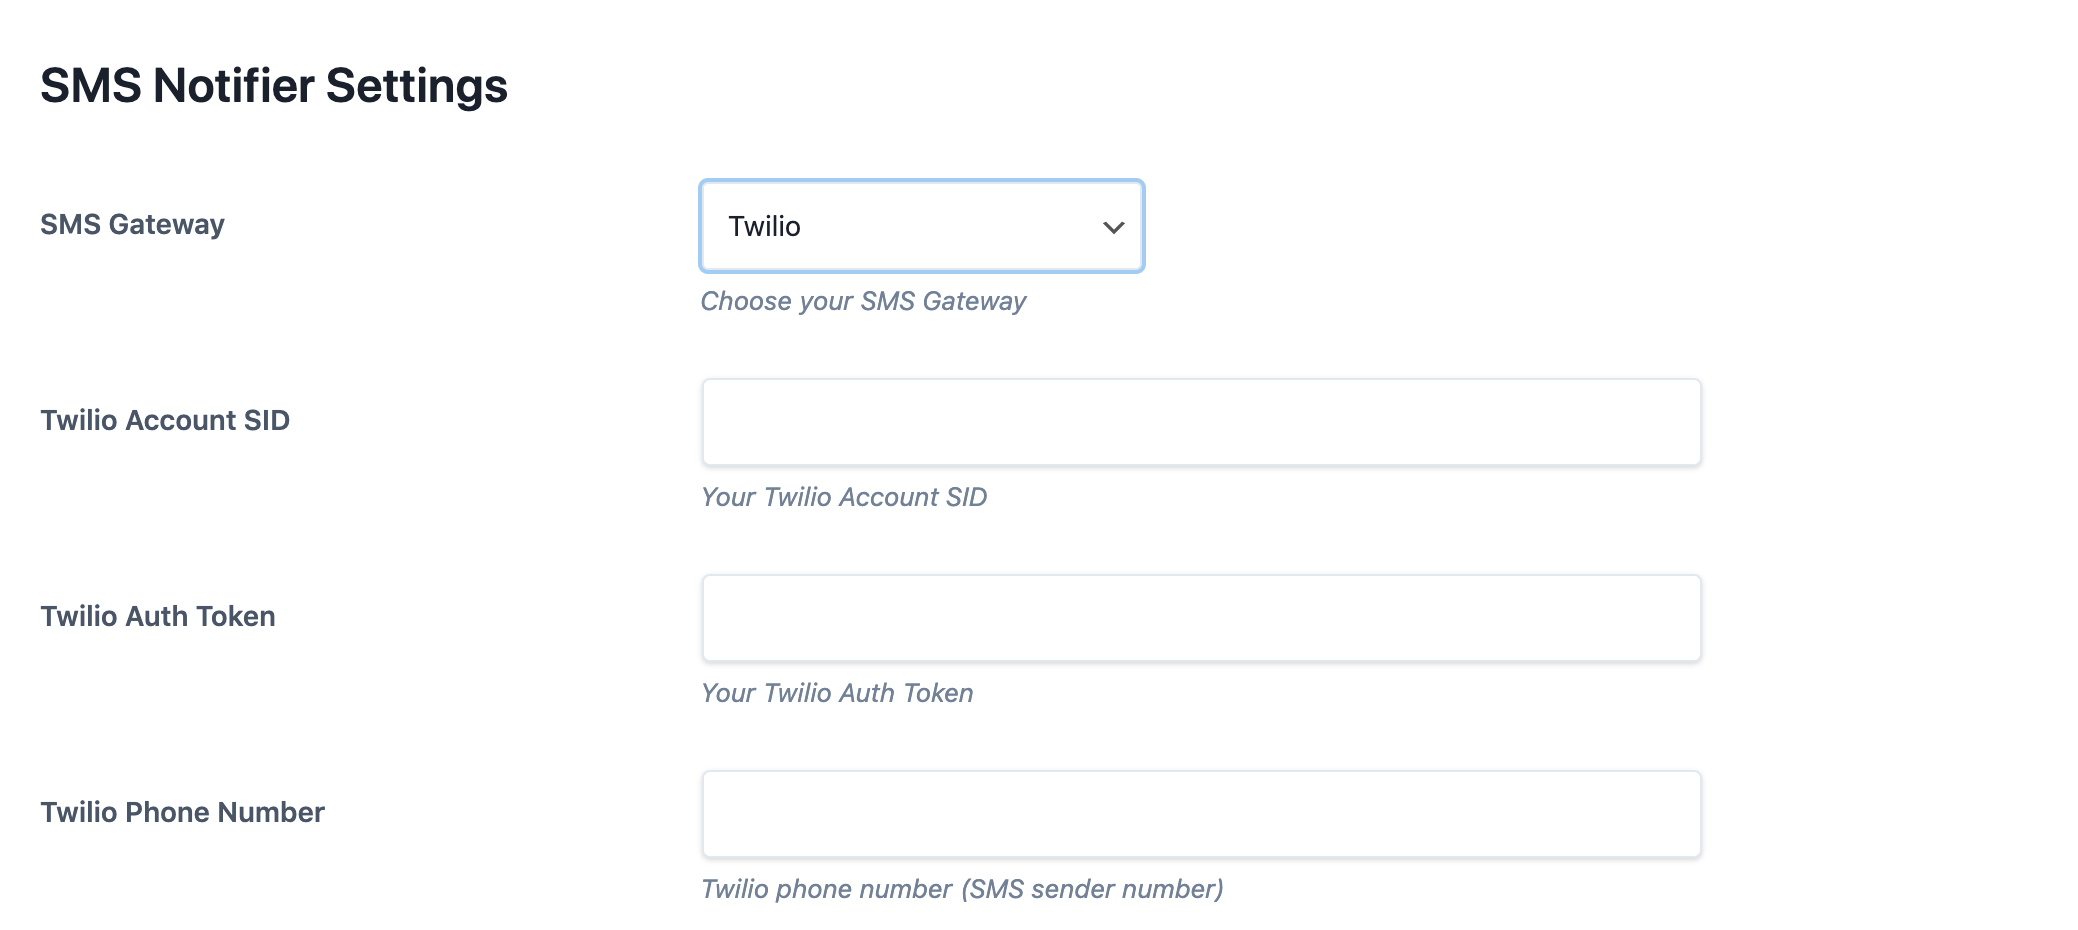 SMS Notifier Settings
SMS Gateway
Twilio
Choose your SMS Gateway
Twilio Account SID
Your Twilio Account SID
Twilio Auth Token
Your Twilio Auth Token
Twilio Phone Number
Twilio phone number (SMS sender number)